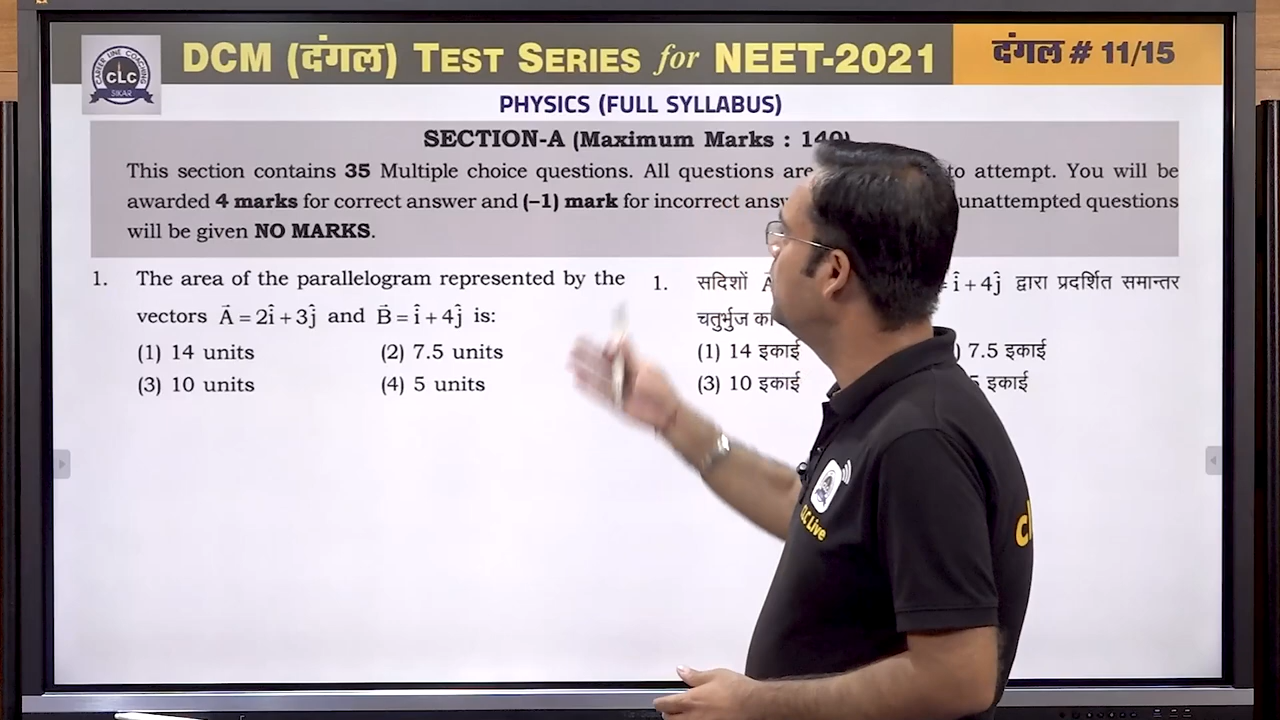 CAREER LINE COACHING
CLC
SIKAR
DCM (दंगल) TEST SERIES for NEET-2021
दंगल # 11/15
PHYSICS (FULL SYLLABUS)
SECTION-A (Maximum Marks : 140)
This section contains 35 Multiple choice questions. All questions are to attempt. You will be
awarded 4 marks for correct answer and (–1) mark for incorrect unattempted questions
will be given NO MARKS.
1. The area of the parallelogram represented by the
vectors A⃗ = 2î + 3ĵ and B⃗ = î + 4ĵ is:
(1) 14 units (2) 7.5 units
(3) 10 units (4) 5 units
1. सदिशों î + 4ĵ द्वारा प्रदर्शित समान्तर
चतुर्भुज
(1) 14 इकाई 7.5 इकाई
(3) 10 इकाई इकाई
CLC Live